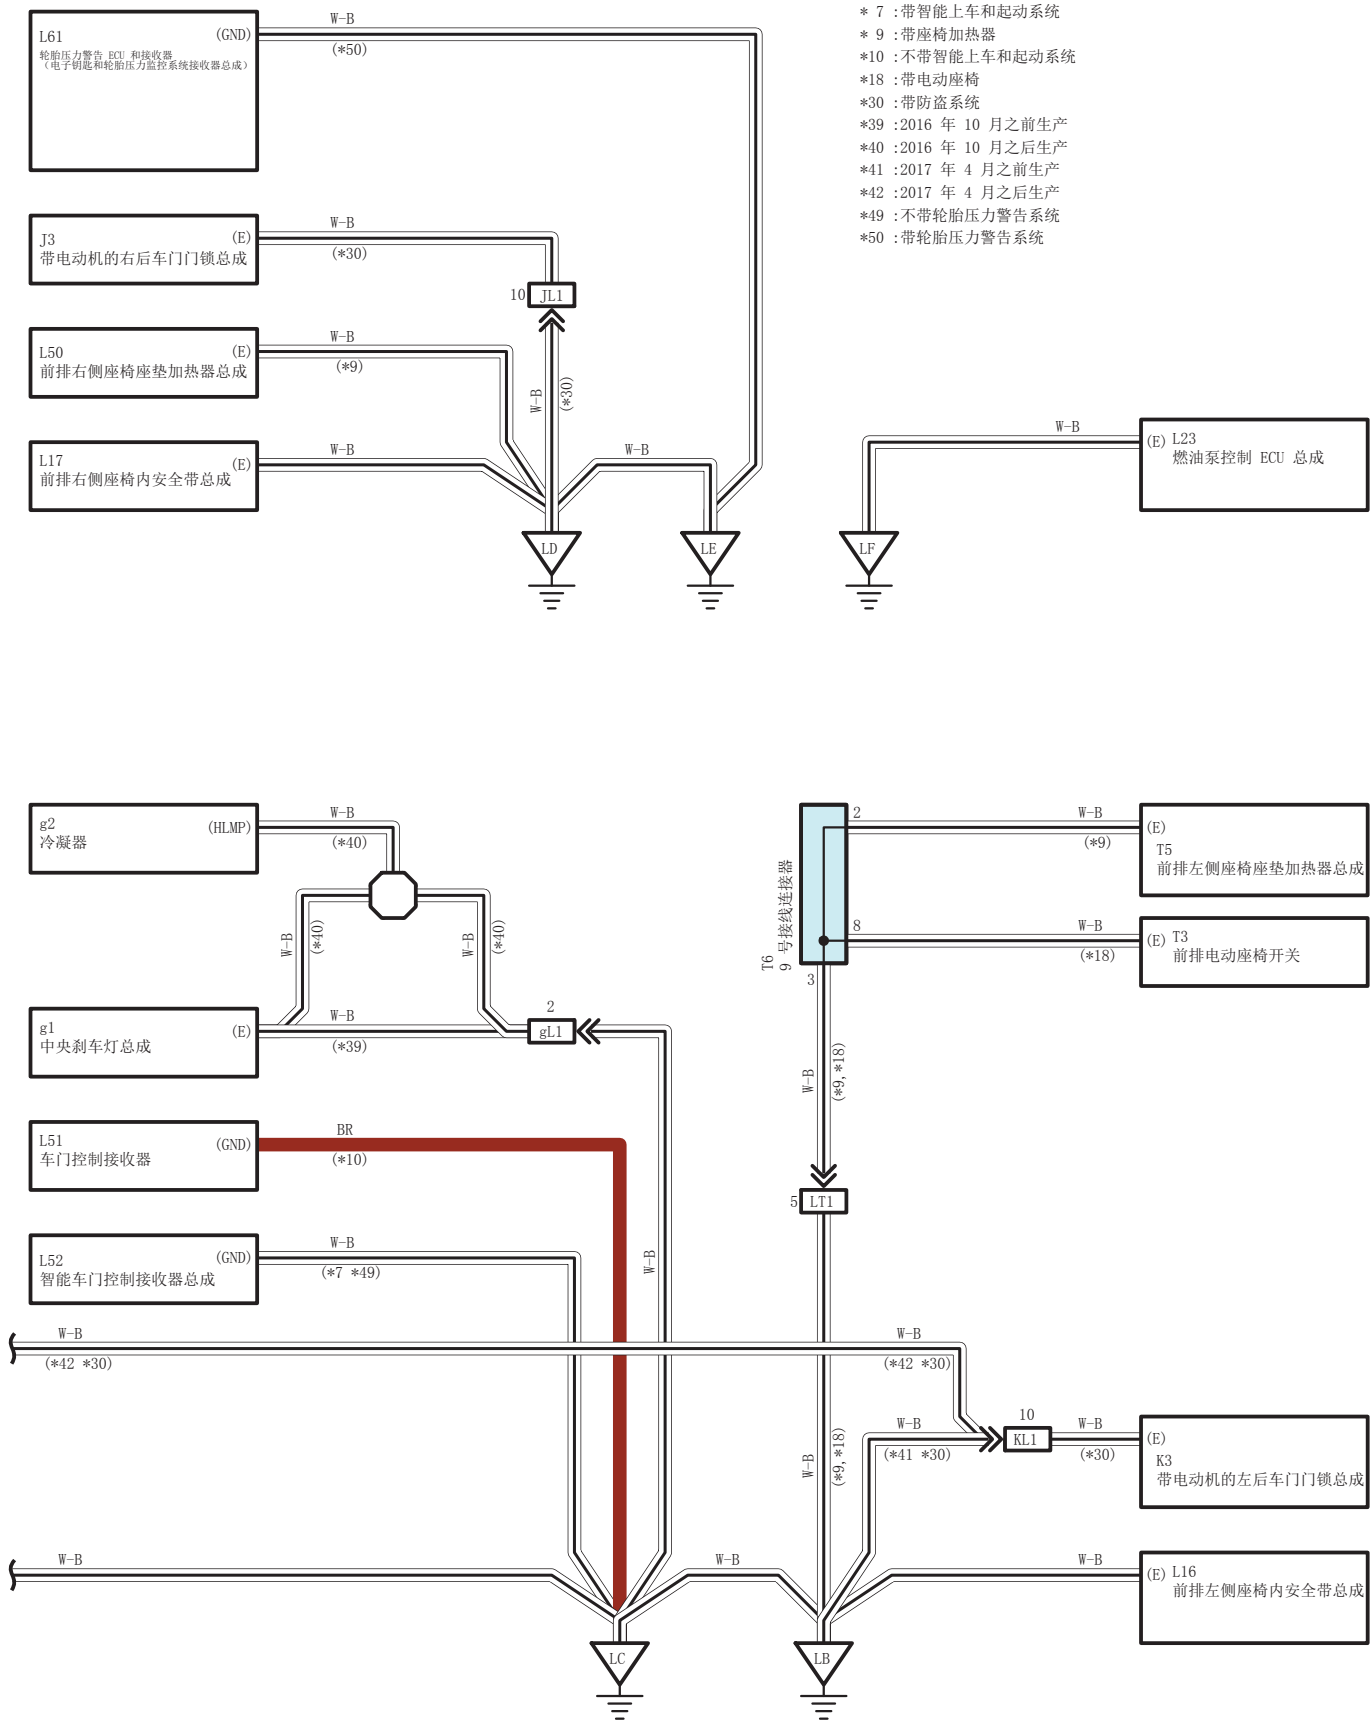 * 7 :带智能上车和起动系统
* 9 :带座椅加热器
*10 :不带智能上车和起动系统
*18 :带电动座椅
*30 :带防盗系统
*39 :2016 年 10 月之前生产
*40 :2016 年 10 月之后生产
*41 :2017 年 4 月之前生产
*42 :2017 年 4 月之后生产
*49 :不带轮胎压力警告系统
*50 :带轮胎压力警告系统
L61
(GND)
轮胎压力警告 ECU 和接收器
(电子钥匙和轮胎压力监控系统接收器总成)
W-B
(*50)
J3
(E)
带电动机的右后车门门锁总成
W-B
(*30)
10
JL1
L50
(E)
前排右侧座椅座垫加热器总成
W-B
(*9)
W-B
(*30)
L17
(E)
前排右侧座椅内安全带总成
W-B
W-B
LD
LE
LF
W-B
(E) L23
燃油泵控制 ECU 总成
g2
(HLMP)
冷凝器
W-B
(*40)
W-B
(*40)
W-B
(*40)
g1
(E)
中央刹车灯总成
W-B
(*39)
2
gL1
L51
(GND)
车门控制接收器
BR
(*10)
L52
(GND)
智能车门控制接收器总成
W-B
(*7 *49)
W-B
T6
9 号接线连接器
2
8
3
W-B
(*9)
(E)
T5
前排左侧座椅座垫加热器总成
W-B
(*18)
(E) T3
前排电动座椅开关
W-B
(*9,*18)
5
LT1
W-B
(*42 *30)
W-B
(*42 *30)
W-B
(*9,*18)
W-B
(*41 *30)
10
KL1
W-B
(*30)
(E)
K3
带电动机的左后车门门锁总成
W-B
W-B
W-B
(E) L16
前排左侧座椅内安全带总成
LC
LB